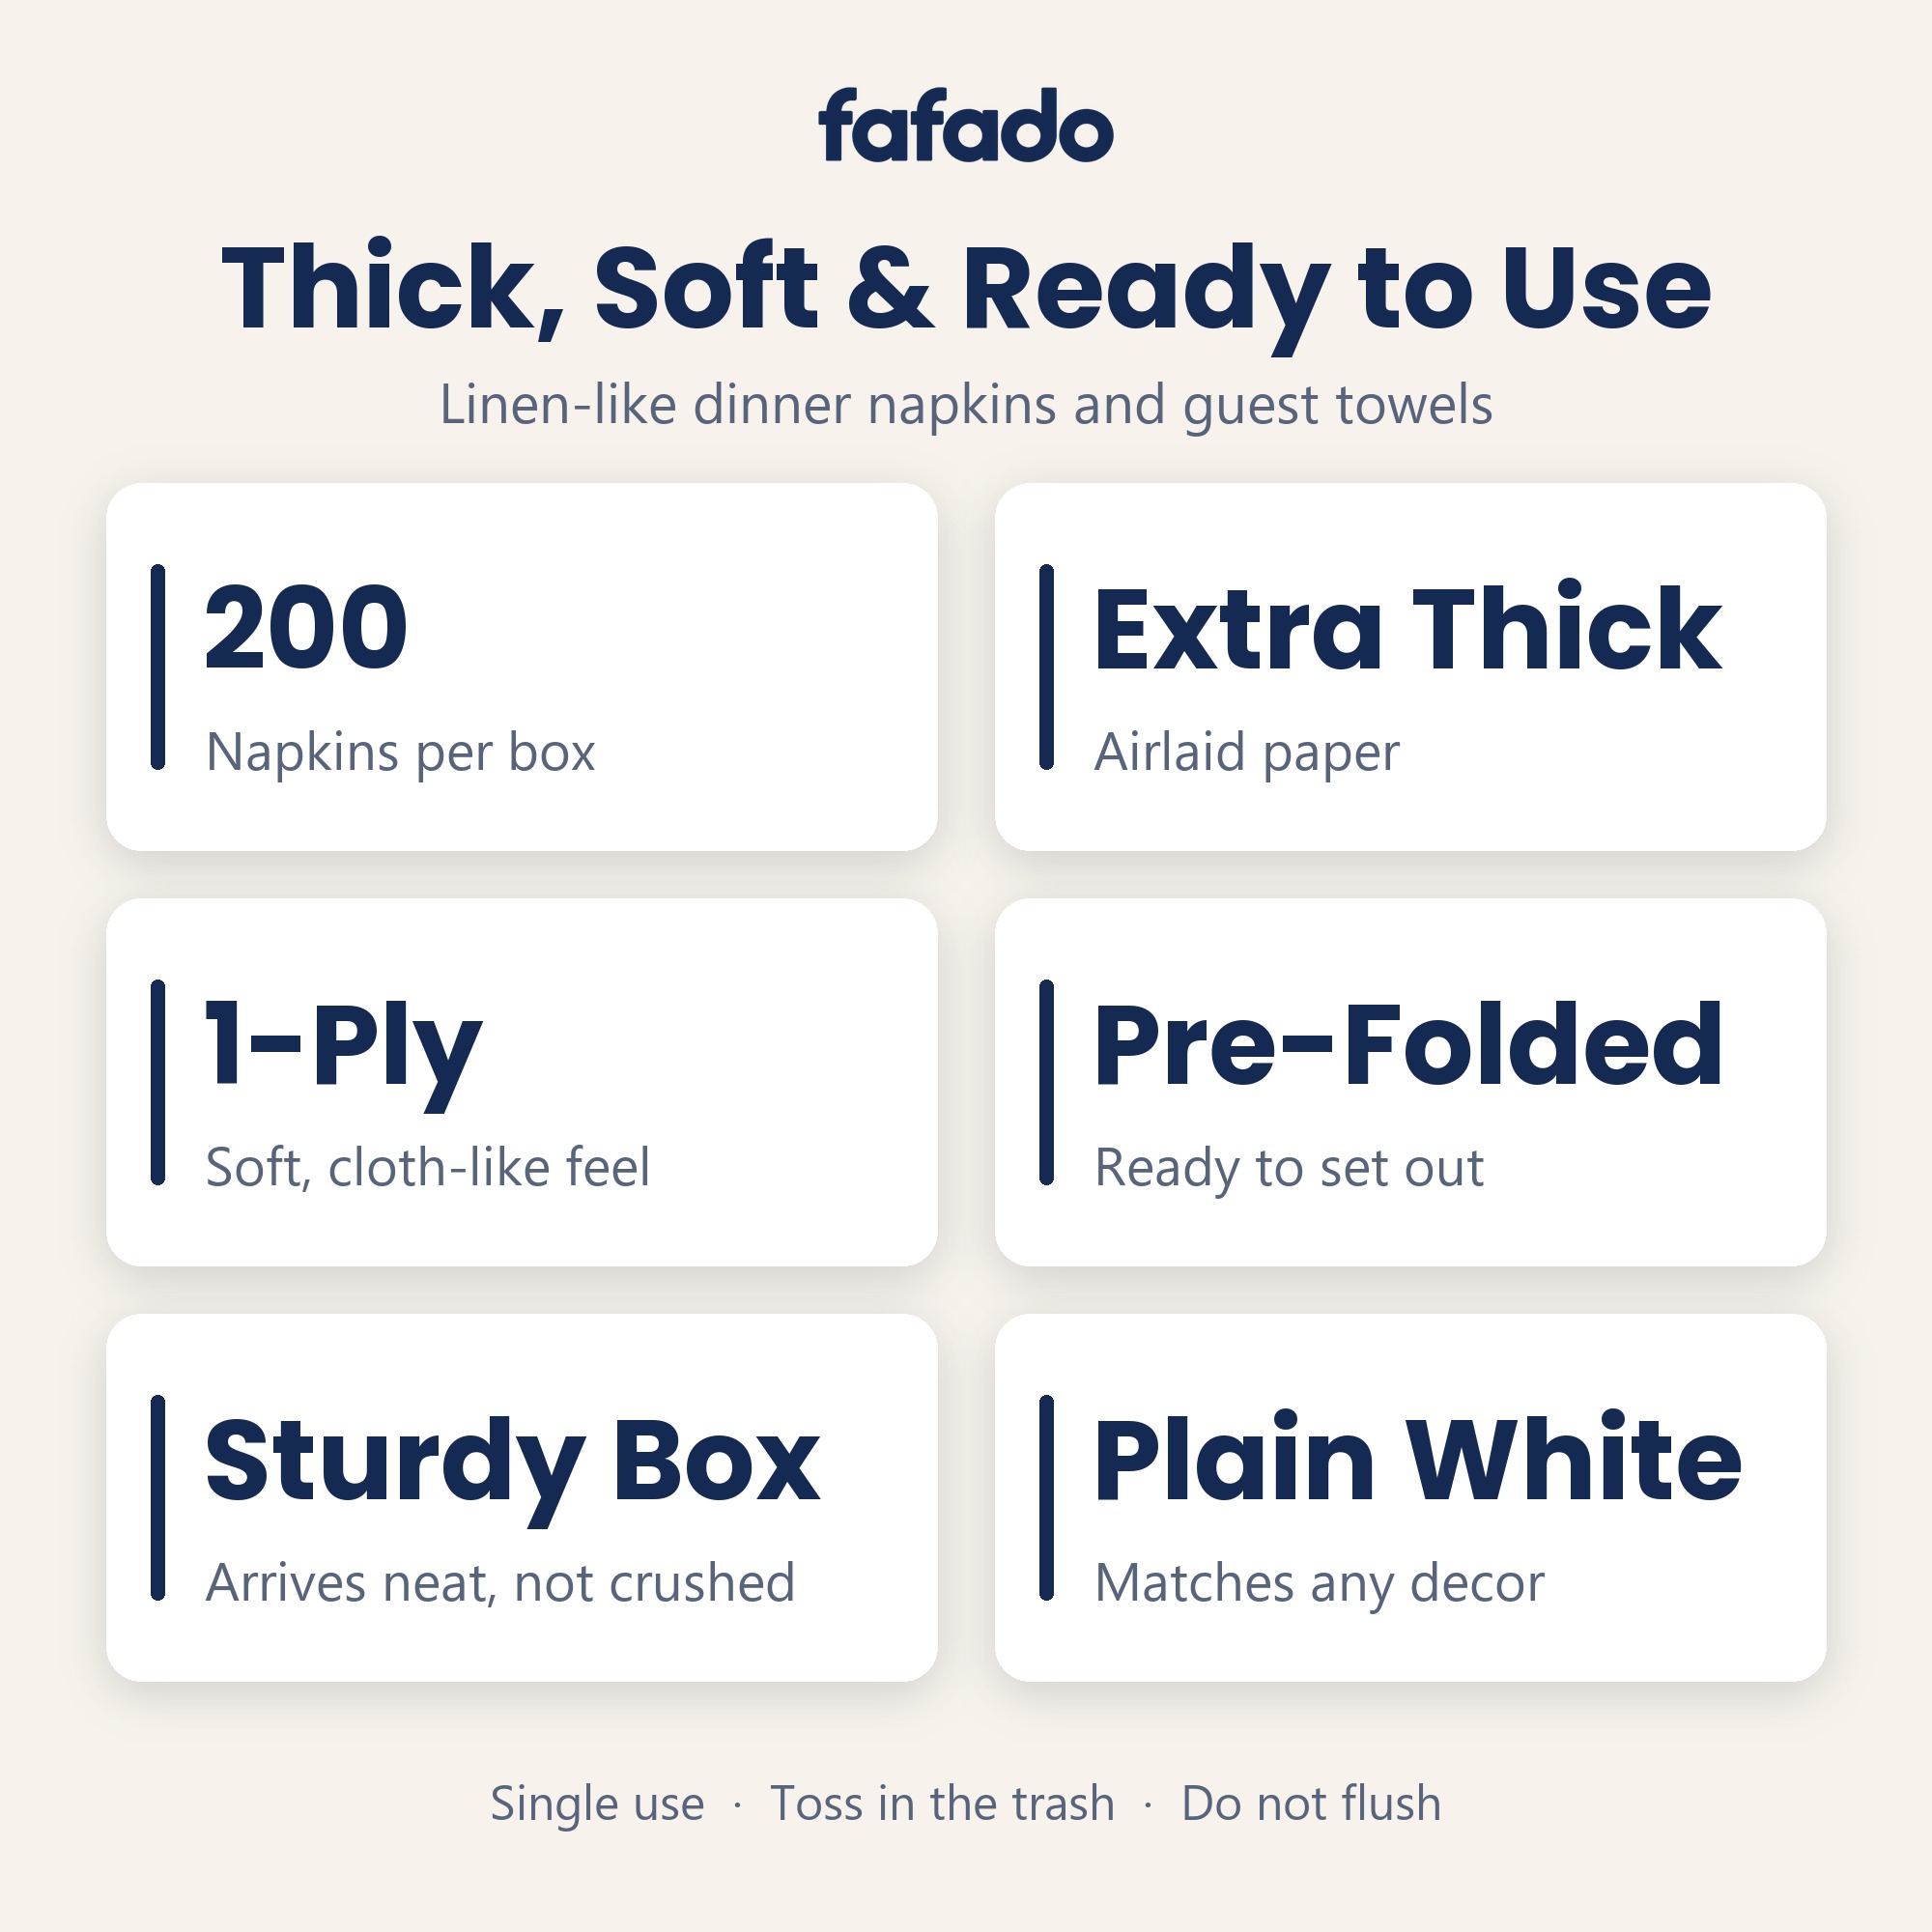 fafado
Thick, Soft & Ready to Use
Linen-like dinner napkins and guest towels
200
Napkins per box
Extra Thick
Airlaid paper
1-Ply
Soft, cloth-like feel
Pre-Folded
Ready to set out
Sturdy Box
Arrives neat, not crushed
Plain White
Matches any decor
Single use · Toss in the trash · Do not flush